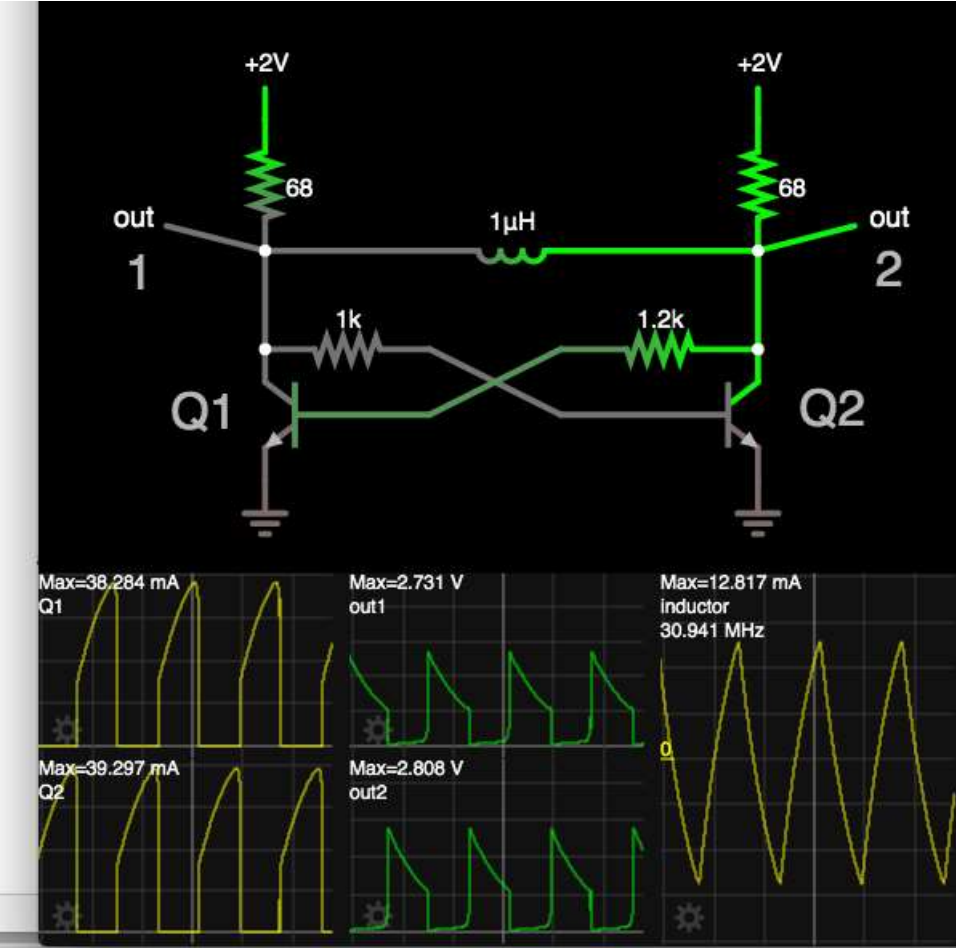 +2V
+2V
68
68
out
1µH
out
1
2
1k
1.2k
Q1
Q2
Max=38.284 mA
Q1
Max=2.731 V
out1
Max=12.817 mA
inductor
30.941 MHz
0
Max=39.297 mA
Q2
Max=2.808 V
out2